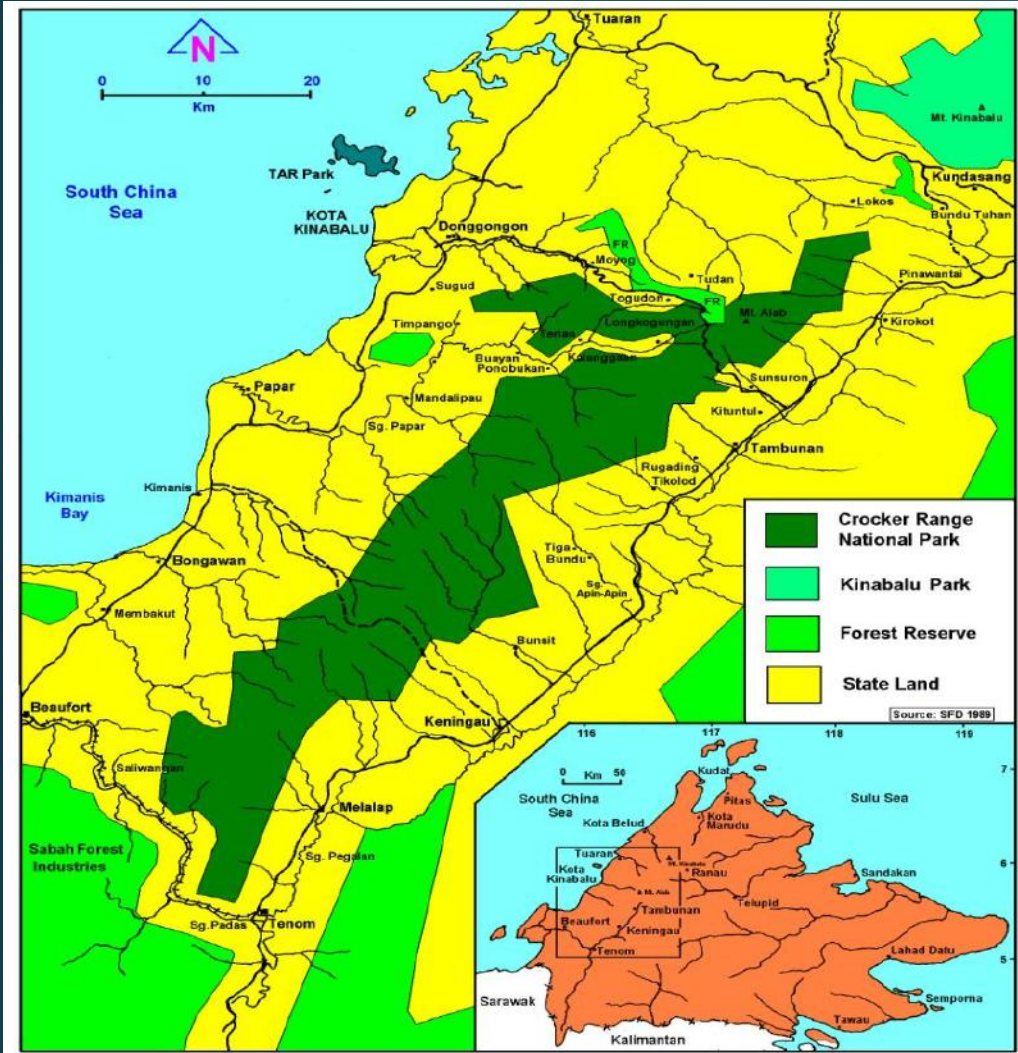 Tuaran
N
0 10 20
Km
Mt. Kinabalu
TAR Park
South China
Sea
KOTA
KINABALU
Kundasang
Lokos
Bundu Tuhan
Donggongon
FR
Moyog
Tudan
Pinawantai
Sugud
Togudon
FR
Mt. Alab
Kirokot
Timpango
Terian
Longkogungan
Buayan
Ponobukan
Kalanggaan
Sunsuron
Papar
Mandalipau
Kituntul
Sg. Papar
Tambunan
Rugading
Tikolod
Kimanis
Kimanis
Bay
Bongawan
Tiga
Bundu
Sg.
Apin-Apin
Membakut
Bunsit
Beaufort
Keningau
Saliwangan
Melalap
Sabah Forest
Industries
Sg. Pegalan
Sg.Padas
Tenom
Crocker Range
National Park
Kinabalu Park
Forest Reserve
State Land
Source: SFD 1989
116 117 118 119
0 Km 50
Kudat
7
South China
Sea
Pitas
Sulu Sea
Kota Belud
Kota
Marudu
Tuaran
Mt. Kinabalu
6
Kota
Kinabalu
Ranau
Sandakan
Mt. Alab
Telupid
Tambunan
Beaufort
Keningau
Tenom
Lahad Datu
5
Sarawak
Semporna
Tawau
Kalimantan